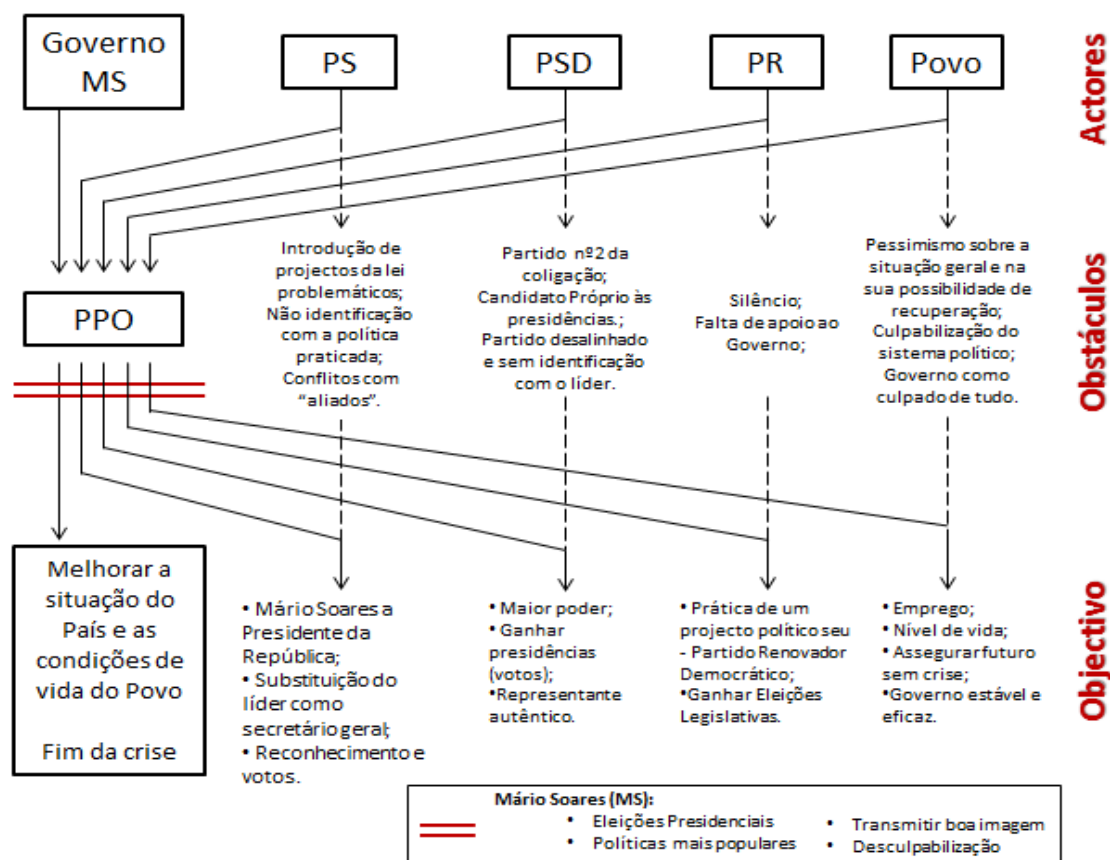 Governo
MS
PS
PSD
PR
Povo
Actores
Introdução de
projectos da lei
problemáticos;
Não identificação
com a política
praticada;
Conflitos com
“aliados”.
Partido nº2 da
coligação;
Candidato Próprio às
presidências.;
Partido desalinhado
e sem identificação
com o líder.
Silêncio;
Falta de apoio ao
Governo;
Pessimismo sobre a
situação geral e na
sua possibilidade de
recuperação;
Culpabilização do
sistema político;
Governo como
culpado de tudo.
Obstáculos
PPO
Melhorar a
situação do
País e as
condições de
vida do Povo
Fim da crise
• Mário Soares a
Presidente da
República;
• Substituição do
líder como
secretário geral;
• Reconhecimento e
votos.
• Maior poder;
• Ganhar
presidências
(votos);
• Representante
autêntico.
• Prática de um
projecto político seu
- Partido Renovador
Democrático;
• Ganhar Eleições
Legislativas.
• Emprego;
• Nível de vida;
• Assegurar futuro
sem crise;
• Governo estável e
eficaz.
Objectivo
Mário Soares (MS):
• Eleições Presidenciais
• Políticas mais populares
• Transmitir boa imagem
• Desculpabilização